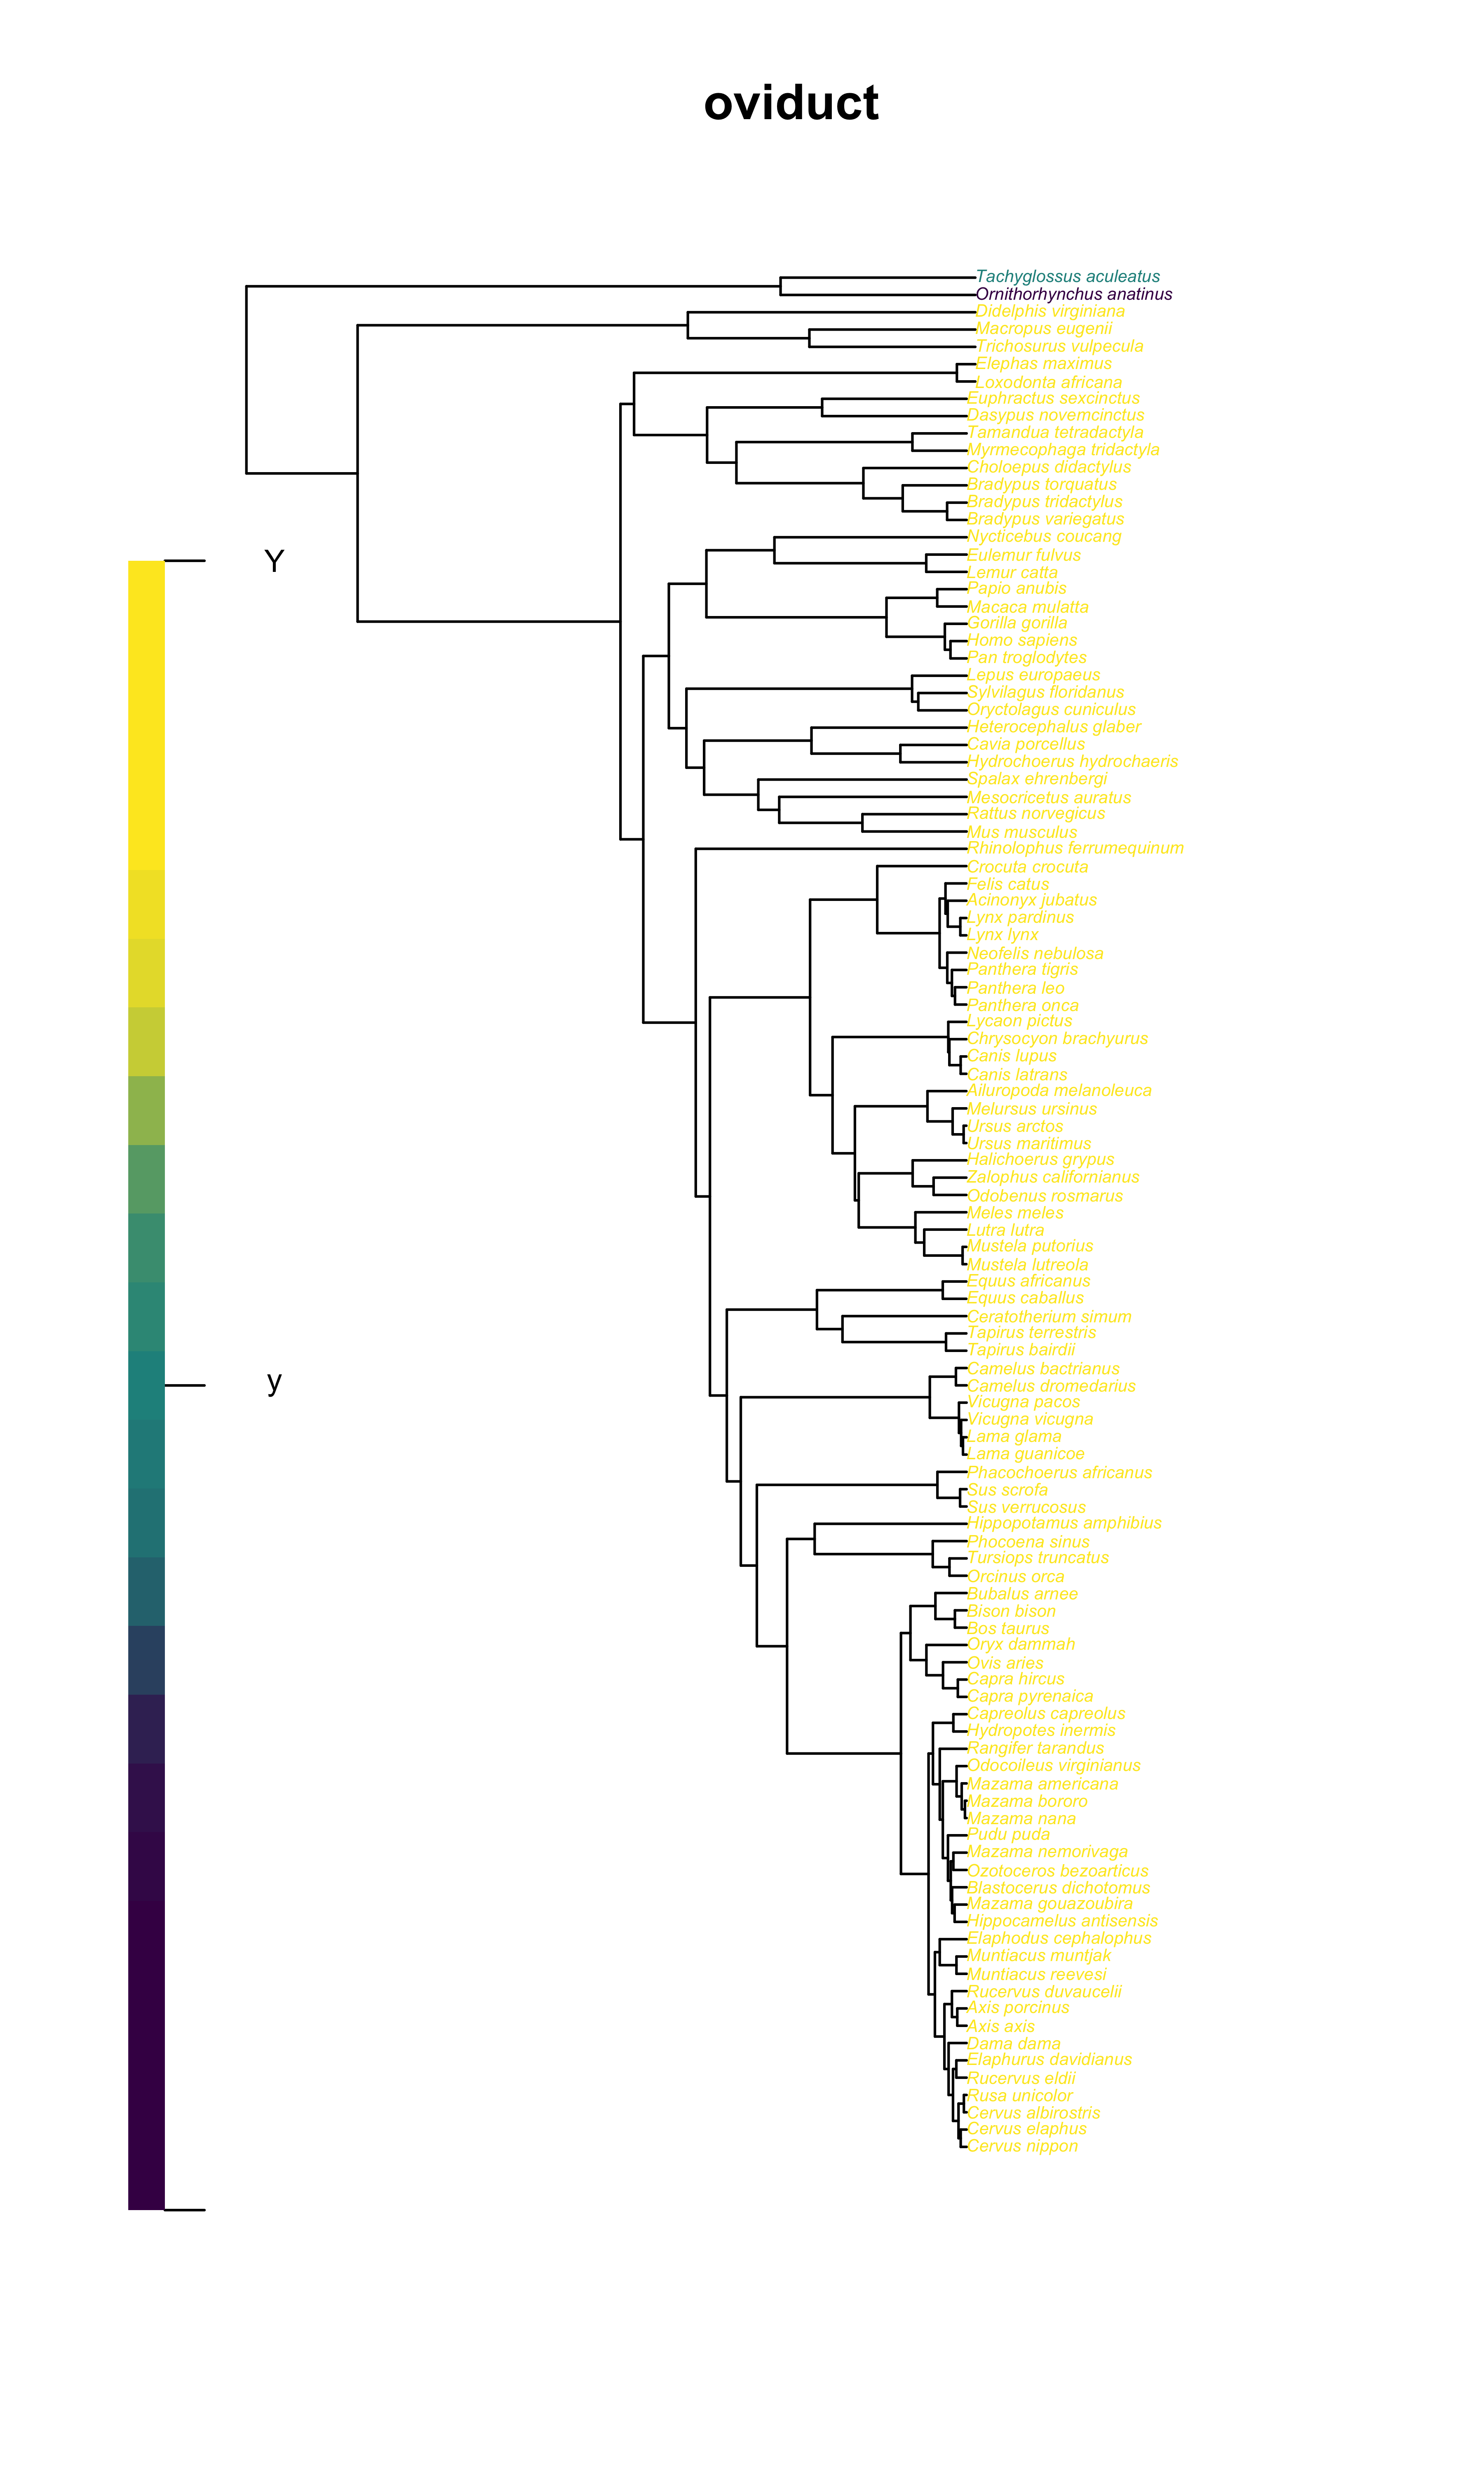 oviduct
Tachyglossus aculeatus
Ornithorhynchus anatinus
Didelphis virginiana
Macropus eugenii
Trichosurus vulpecula
Elephas maximus
Loxodonta africana
Euphractus sexcinctus
Dasypus novemcinctus
Tamandua tetradactyla
Myrmecophaga tridactyla
Choloepus didactylus
Bradypus torquatus
Bradypus tridactylus
Bradypus variegatus
Nycticebus coucang
Y
Eulemur fulvus
Lemur catta
Papio anubis
Macaca mulatta
Gorilla gorilla
Homo sapiens
Pan troglodytes
Lepus europaeus
Sylvilagus floridanus
Oryctolagus cuniculus
Heterocephalus glaber
Cavia porcellus
Hydrochoerus hydrochaeris
Spalax ehrenbergi
Mesocricetus auratus
Rattus norvegicus
Mus musculus
Rhinolophus ferrumequinum
Crocuta crocuta
Felis catus
Acinonyx jubatus
Lynx pardinus
Lynx lynx
Neofelis nebulosa
Panthera tigris
Panthera leo
Panthera onca
Lycaon pictus
Chrysocyon brachyurus
Canis lupus
Canis latrans
Ailuropoda melanoleuca
Melursus ursinus
Ursus arctos
Ursus maritimus
Halichoerus grypus
Zalophus californianus
Odobenus rosmarus
Meles meles
Lutra lutra
Mustela putorius
Mustela lutreola
Equus africanus
Equus caballus
Ceratotherium simum
Tapirus terrestris
Tapirus bairdii
Camelus bactrianus
y
Camelus dromedarius
Vicugna pacos
Vicugna vicugna
Lama glama
Lama guanicoe
Phacochoerus africanus
Sus scrofa
Sus verrucosus
Hippopotamus amphibius
Phocoena sinus
Tursiops truncatus
Orcinus orca
Bubalus arnee
Bison bison
Bos taurus
Oryx dammah
Ovis aries
Capra hircus
Capra pyrenaica
Capreolus capreolus
Hydropotes inermis
Rangifer tarandus
Odocoileus virginianus
Mazama americana
Mazama bororo
Mazama nana
Pudu puda
Mazama nemorivaga
Ozotoceros bezoarticus
Blastocerus dichotomus
Mazama gouazoubira
Hippocamelus antisensis
Elaphodus cephalophus
Muntiacus muntjak
Muntiacus reevesi
Rucervus duvaucelii
Axis porcinus
Axis axis
Dama dama
Elaphurus davidianus
Rucervus eldii
Rusa unicolor
Cervus albirostris
Cervus elaphus
Cervus nippon